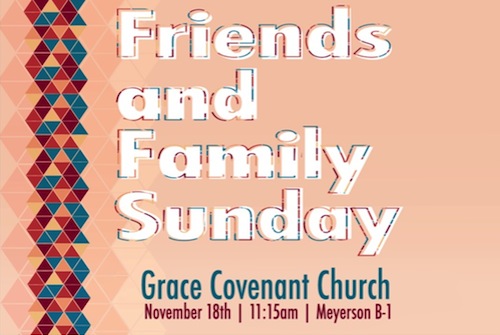 Friends
and
Family
Sunday
Grace Covenant Church
November 18th | 11:15am | Meyerson B-1